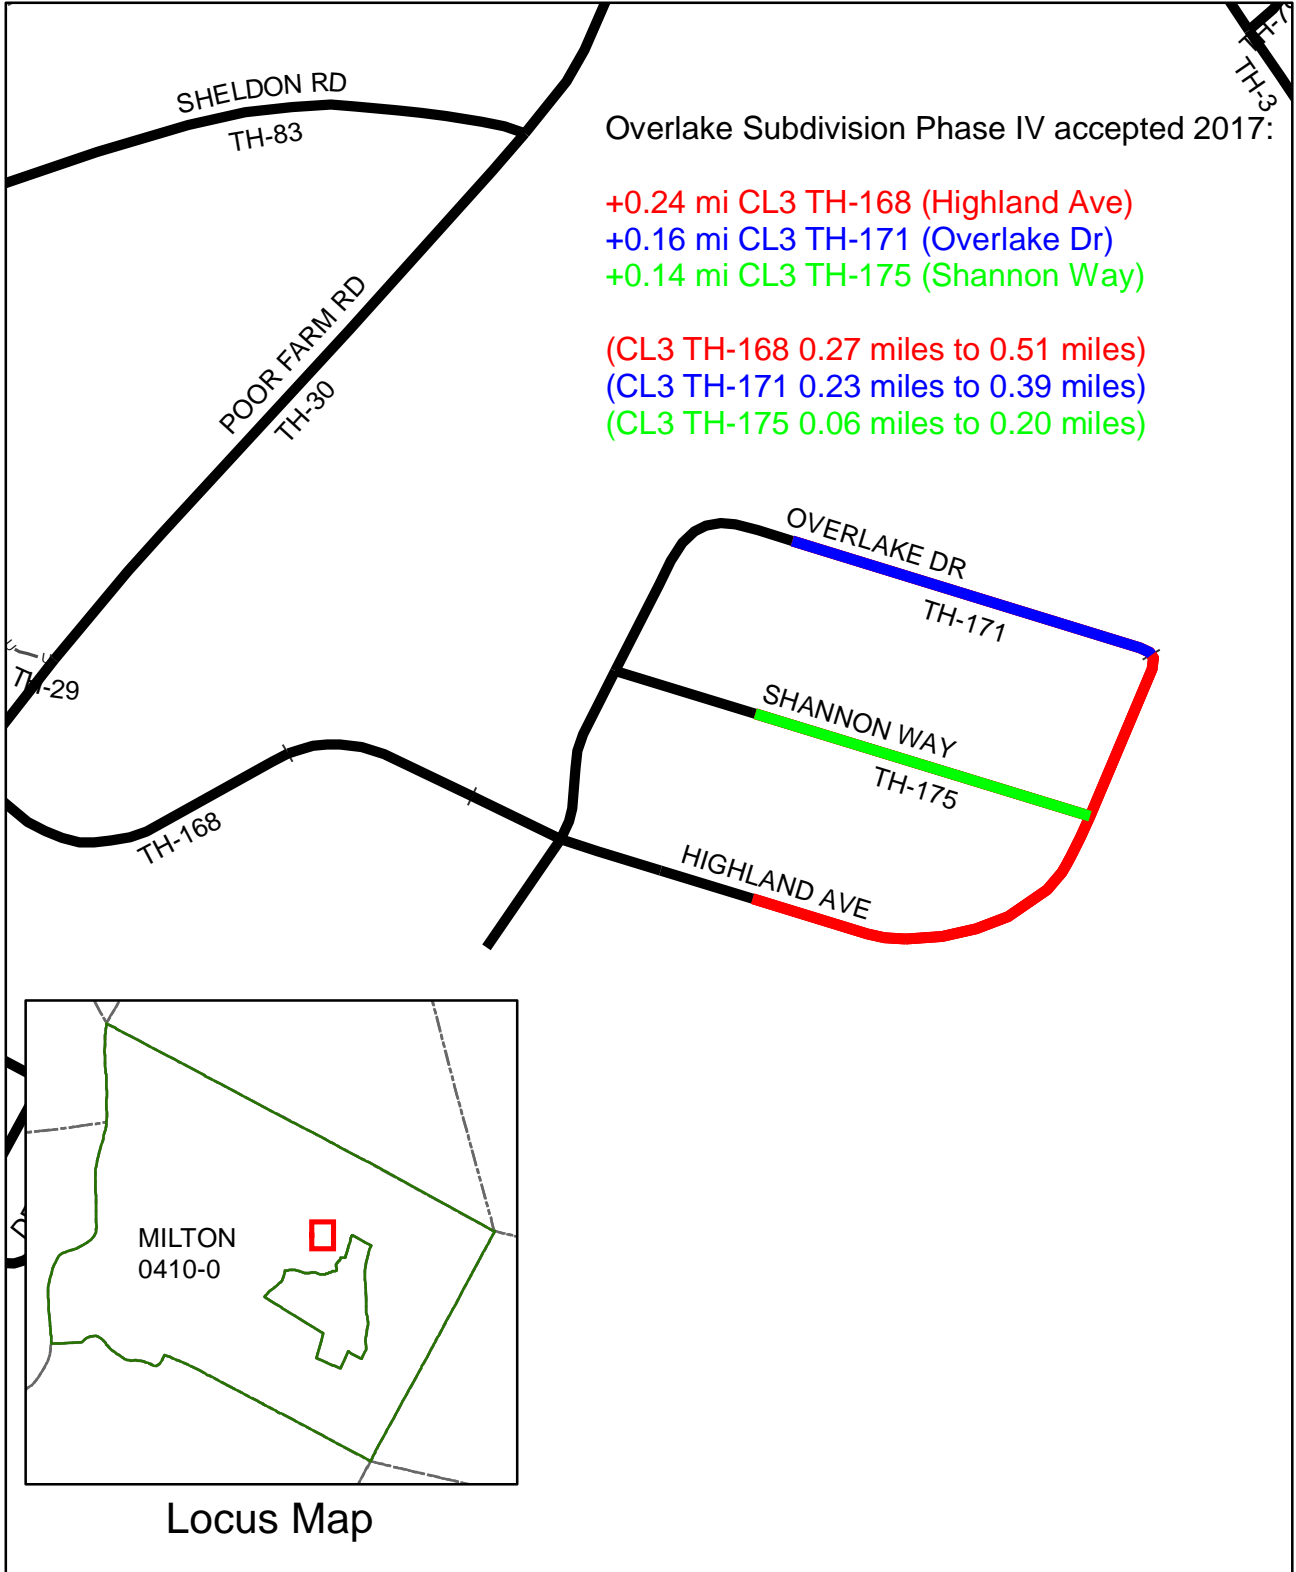 SHELDON RD
TH-83
TH-3
Overlake Subdivision Phase IV accepted 2017:
+0.24 mi CL3 TH-168 (Highland Ave)
+0.16 mi CL3 TH-171 (Overlake Dr)
+0.14 mi CL3 TH-175 (Shannon Way)
(CL3 TH-168 0.27 miles to 0.51 miles)
(CL3 TH-171 0.23 miles to 0.39 miles)
(CL3 TH-175 0.06 miles to 0.20 miles)
POOR FARM RD
TH-30
OVERLAKE DR
TH-171
U U
TH-29
SHANNON WAY
TH-175
TH-168
HIGHLAND AVE
MILTON
0410-0
Locus Map